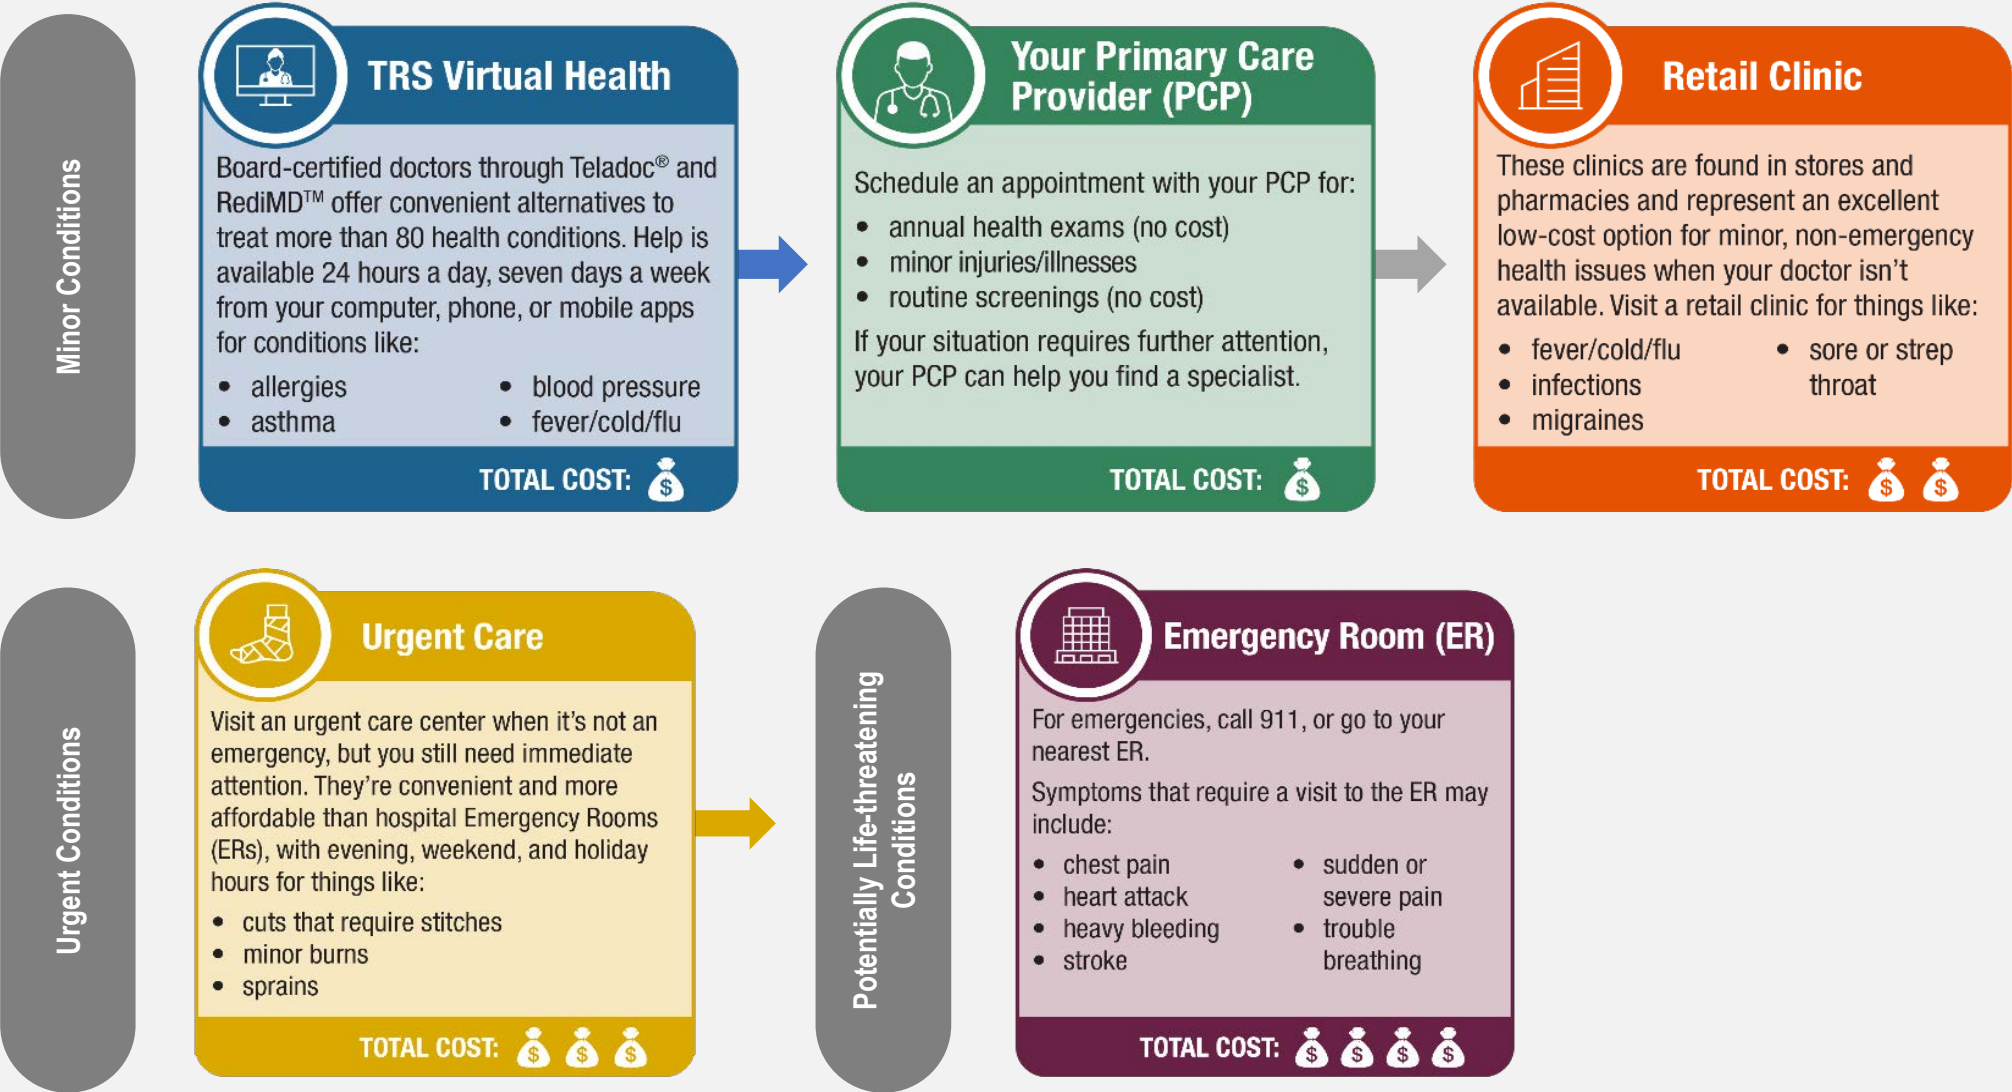 Minor Conditions
TRS Virtual Health
Board-certified doctors through Teladoc® and
RediMD™ offer convenient alternatives to
treat more than 80 health conditions. Help is
available 24 hours a day, seven days a week
from your computer, phone, or mobile apps
for conditions like:
• allergies
• asthma
• blood pressure
• fever/cold/flu
TOTAL COST: $
Your Primary Care
Provider (PCP)
Schedule an appointment with your PCP for:
• annual health exams (no cost)
• minor injuries/illnesses
• routine screenings (no cost)
If your situation requires further attention,
your PCP can help you find a specialist.
TOTAL COST: $
Retail Clinic
These clinics are found in stores and
pharmacies and represent an excellent
low-cost option for minor, non-emergency
health issues when your doctor isn't
available. Visit a retail clinic for things like:
• fever/cold/flu
• infections
• migraines
• sore or strep
throat
TOTAL COST: $ $
Urgent Conditions
Urgent Care
Visit an urgent care center when it's not an
emergency, but you still need immediate
attention. They're convenient and more
affordable than hospital Emergency Rooms
(ERs), with evening, weekend, and holiday
hours for things like:
• cuts that require stitches
• minor burns
• sprains
TOTAL COST: $ $ $
Potentially Life-threatening
Conditions
Emergency Room (ER)
For emergencies, call 911, or go to your
nearest ER.
Symptoms that require a visit to the ER may
include:
• chest pain
• heart attack
• heavy bleeding
• stroke
• sudden or
severe pain
• trouble
breathing
TOTAL COST: $ $ $ $